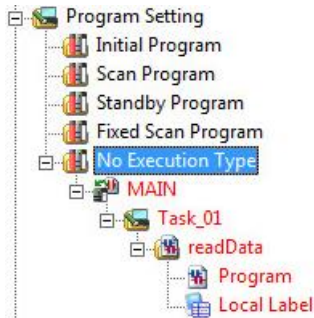 Program Setting
Initial Program
Scan Program
Standby Program
Fixed Scan Program
No Execution Type
MAIN
Task_01
readData
Program
Local Label